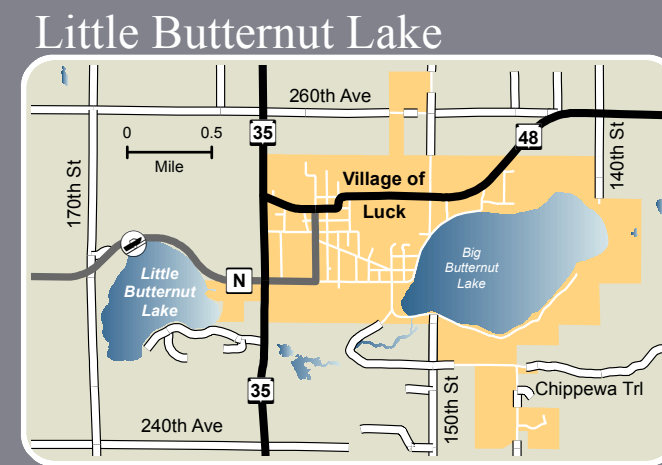 Little Butternut Lake
260th Ave
0 0.5
Mile
35
48
170th St
140th St
Village of
Luck
Big
Butternut
Lake
Little
Butternut
Lake
N
35
150th St
Chippewa Trl
240th Ave